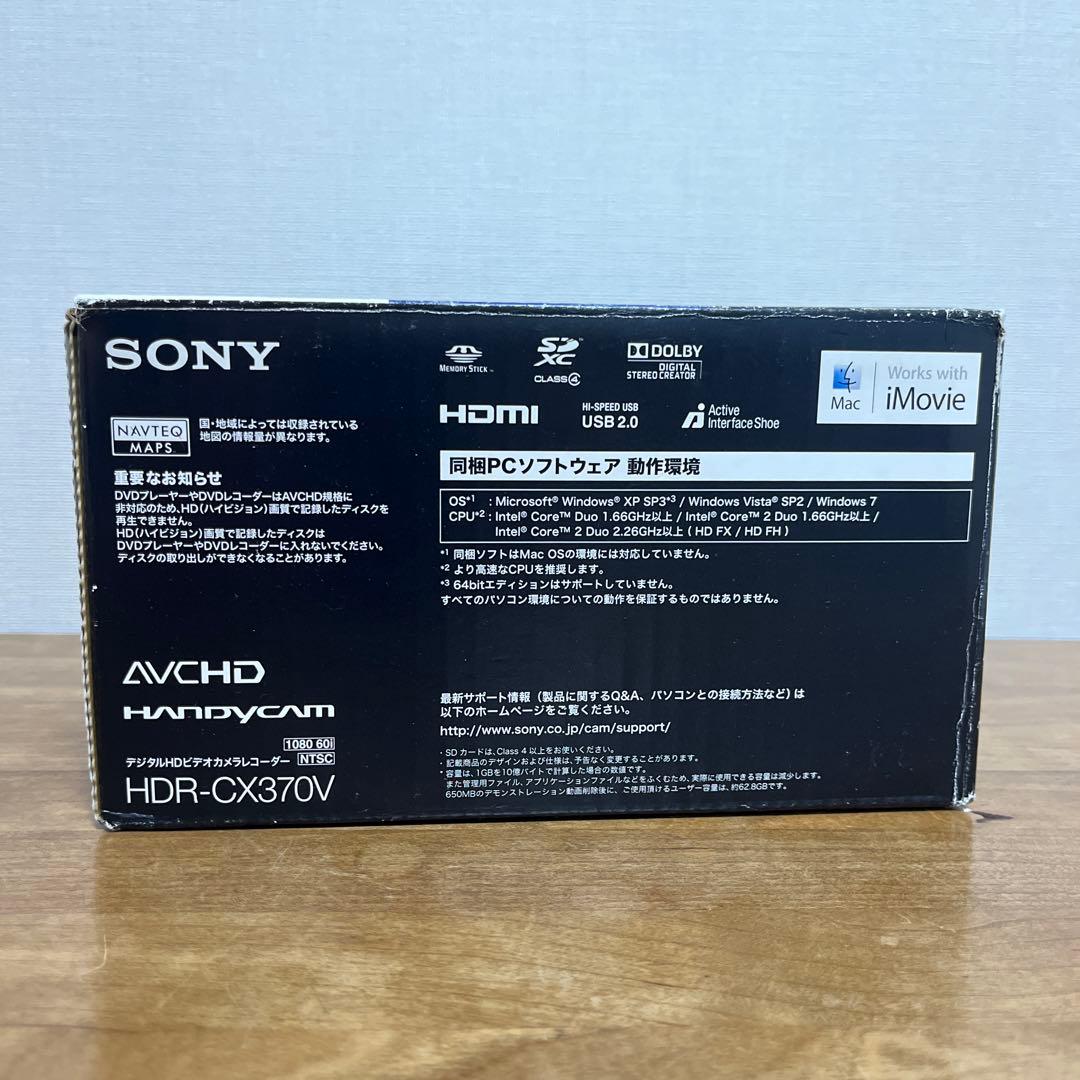 SONY
NAVTEQ
MAPS
国・地域によっては収録されている
地図の情報量が異なります。
重要なお知らせ
DVDプレーヤーやDVDレコーダーはAVCHD規格に
非対応のため、HD(ハイビジョン)画質で記録したディスクを
再生できません。
HD(ハイビジョン)画質で記録したディスクは
DVDプレーヤーやDVDレコーダーに入れないでください。
ディスクの取り出しができなくなることがあります。
AVCHD
HANDYCAM
1080 60i
デジタルHDビデオカメラレコーダー NTSC
HDR-CX370V
MEMORY STICK™
SD
XC
CLASS④
DOLBY
DIGITAL
STEREO CREATOR
HDMI
HI-SPEED USB
USB 2.0
Active
Interface Shoe
Mac
Works with
iMovie
同梱PCソフトウェア 動作環境
OS*1 : Microsoft® Windows® XP SP3*3 / Windows Vista® SP2 / Windows 7
CPU*2 : Intel® Core™ Duo 1.66GHz以上 / Intel® Core™ 2 Duo 1.66GHz以上 /
Intel® Core™ 2 Duo 2.26GHz以上 ( HD FX / HD FH )
*1 同梱ソフトはMac OSの環境には対応していません。
*2 より高速なCPUを推奨します。
*3 64bitエディションはサポートしていません。
すべてのパソコン環境についての動作を保証するものではありません。
最新サポート情報（製品に関するQ&A、パソコンとの接続方法など）は
以下のホームページをご覧ください。
http://www.sony.co.jp/cam/support/
・SDカードは、Class 4 以上をお使いください。
・記載商品のデザインおよび仕様は、予告なく変更することがあります。
・容量は、1GBを10億バイトで計算した場合の数値です。
また管理用ファイル、アプリケーションファイルなどをふくむため、実際に使用できる容量は減少します。
650MBのデモンストレーション動画削除後に、ご使用頂けるユーザー容量は、約62.8GBです。